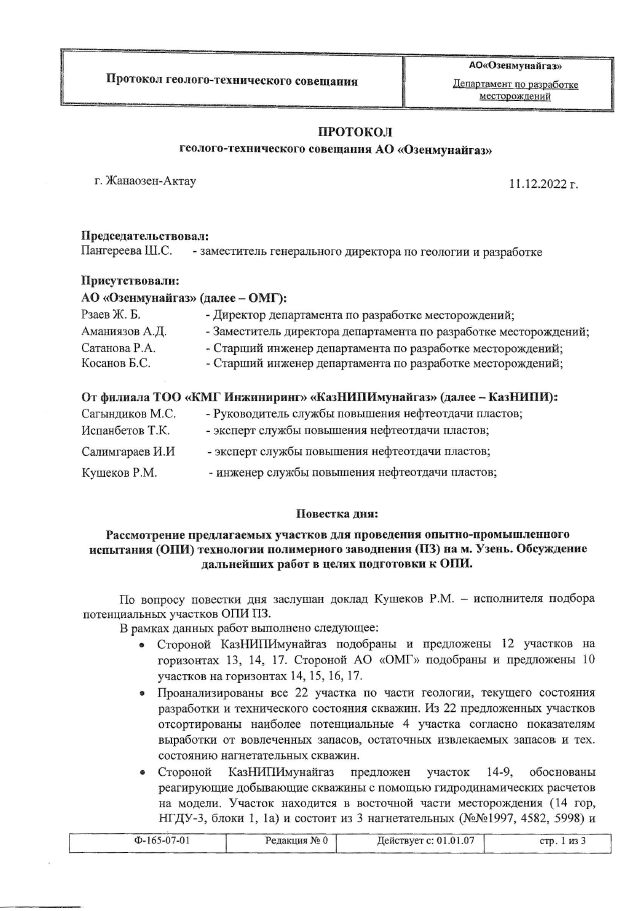 Протокол геолого-технического совещания
АО«Озенмунайгаз»
Департамент по разработке
месторождений
ПРОТОКОЛ
геолого-технического совещания АО «Озенмунайгаз»
г. Жанаозен-Актау
11.12.2022 г.
Председательствовал:
Пангереева Ш.С. - заместитель генерального директора по геологии и разработке
Присутствовали:
АО «Озенмунайгаз» (далее – ОМГ):
Рзаев Ж. Б. - Директор департамента по разработке месторождений;
Аманиязов А.Д. - Заместитель директора департамента по разработке месторождений;
Сатанова Р.А. - Старший инженер департамента по разработке месторождений;
Косанов Б.С. - Старший инженер департамента по разработке месторождений;
От филиала ТОО «КМГ Инжиниринг» «КазНИПИмунайгаз» (далее – КазНИПИ)::
Сагындиков М.С. - Руководитель службы повышения нефтеотдачи пластов;
Испанбетов Т.К. - эксперт службы повышения нефтеотдачи пластов;
Салимгараев И.И - эксперт службы повышения нефтеотдачи пластов;
Кушеков Р.М. - инженер службы повышения нефтеотдачи пластов;
Повестка дня:
Рассмотрение предлагаемых участков для проведения опытно-промышленного
испытания (ОПИ) технологии полимерного заводнения (ПЗ) на м. Узень. Обсуждение
дальнейших работ в целях подготовки к ОПИ.
По вопросу повестки дня заслушан доклад Кушеков Р.М. – исполнителя подбора
потенциальных участков ОПИ ПЗ.
В рамках данных работ выполнено следующее:
• Стороной КазНИПИмунайгаз подобраны и предложены 12 участков на
горизонтах 13, 14, 17. Стороной АО «ОМГ» подобраны и предложены 10
участков на горизонтах 14, 15, 16, 17.
• Проанализированы все 22 участка по части геологии, текущего состояния
разработки и технического состояния скважин. Из 22 предложенных участков
отсортированы наиболее потенциальные 4 участка согласно показателям
выработки от вовлеченных запасов, остаточных извлекаемых запасов и тех.
состоянию нагнетательных скважин.
• Стороной КазНИПИмунайгаз предложен участок 14-9, обоснованы
реагирующие добывающие скважины с помощью гидродинамических расчетов
на модели. Участок находится в восточной части месторождения (14 гор,
НГДУ-3, блоки 1, 1а) и состоит из 3 нагнетательных (№№1997, 4582, 5998) и
Ф-165-07-01
Редакция № 0
Действует с: 01.01.07
стр. 1 из 3